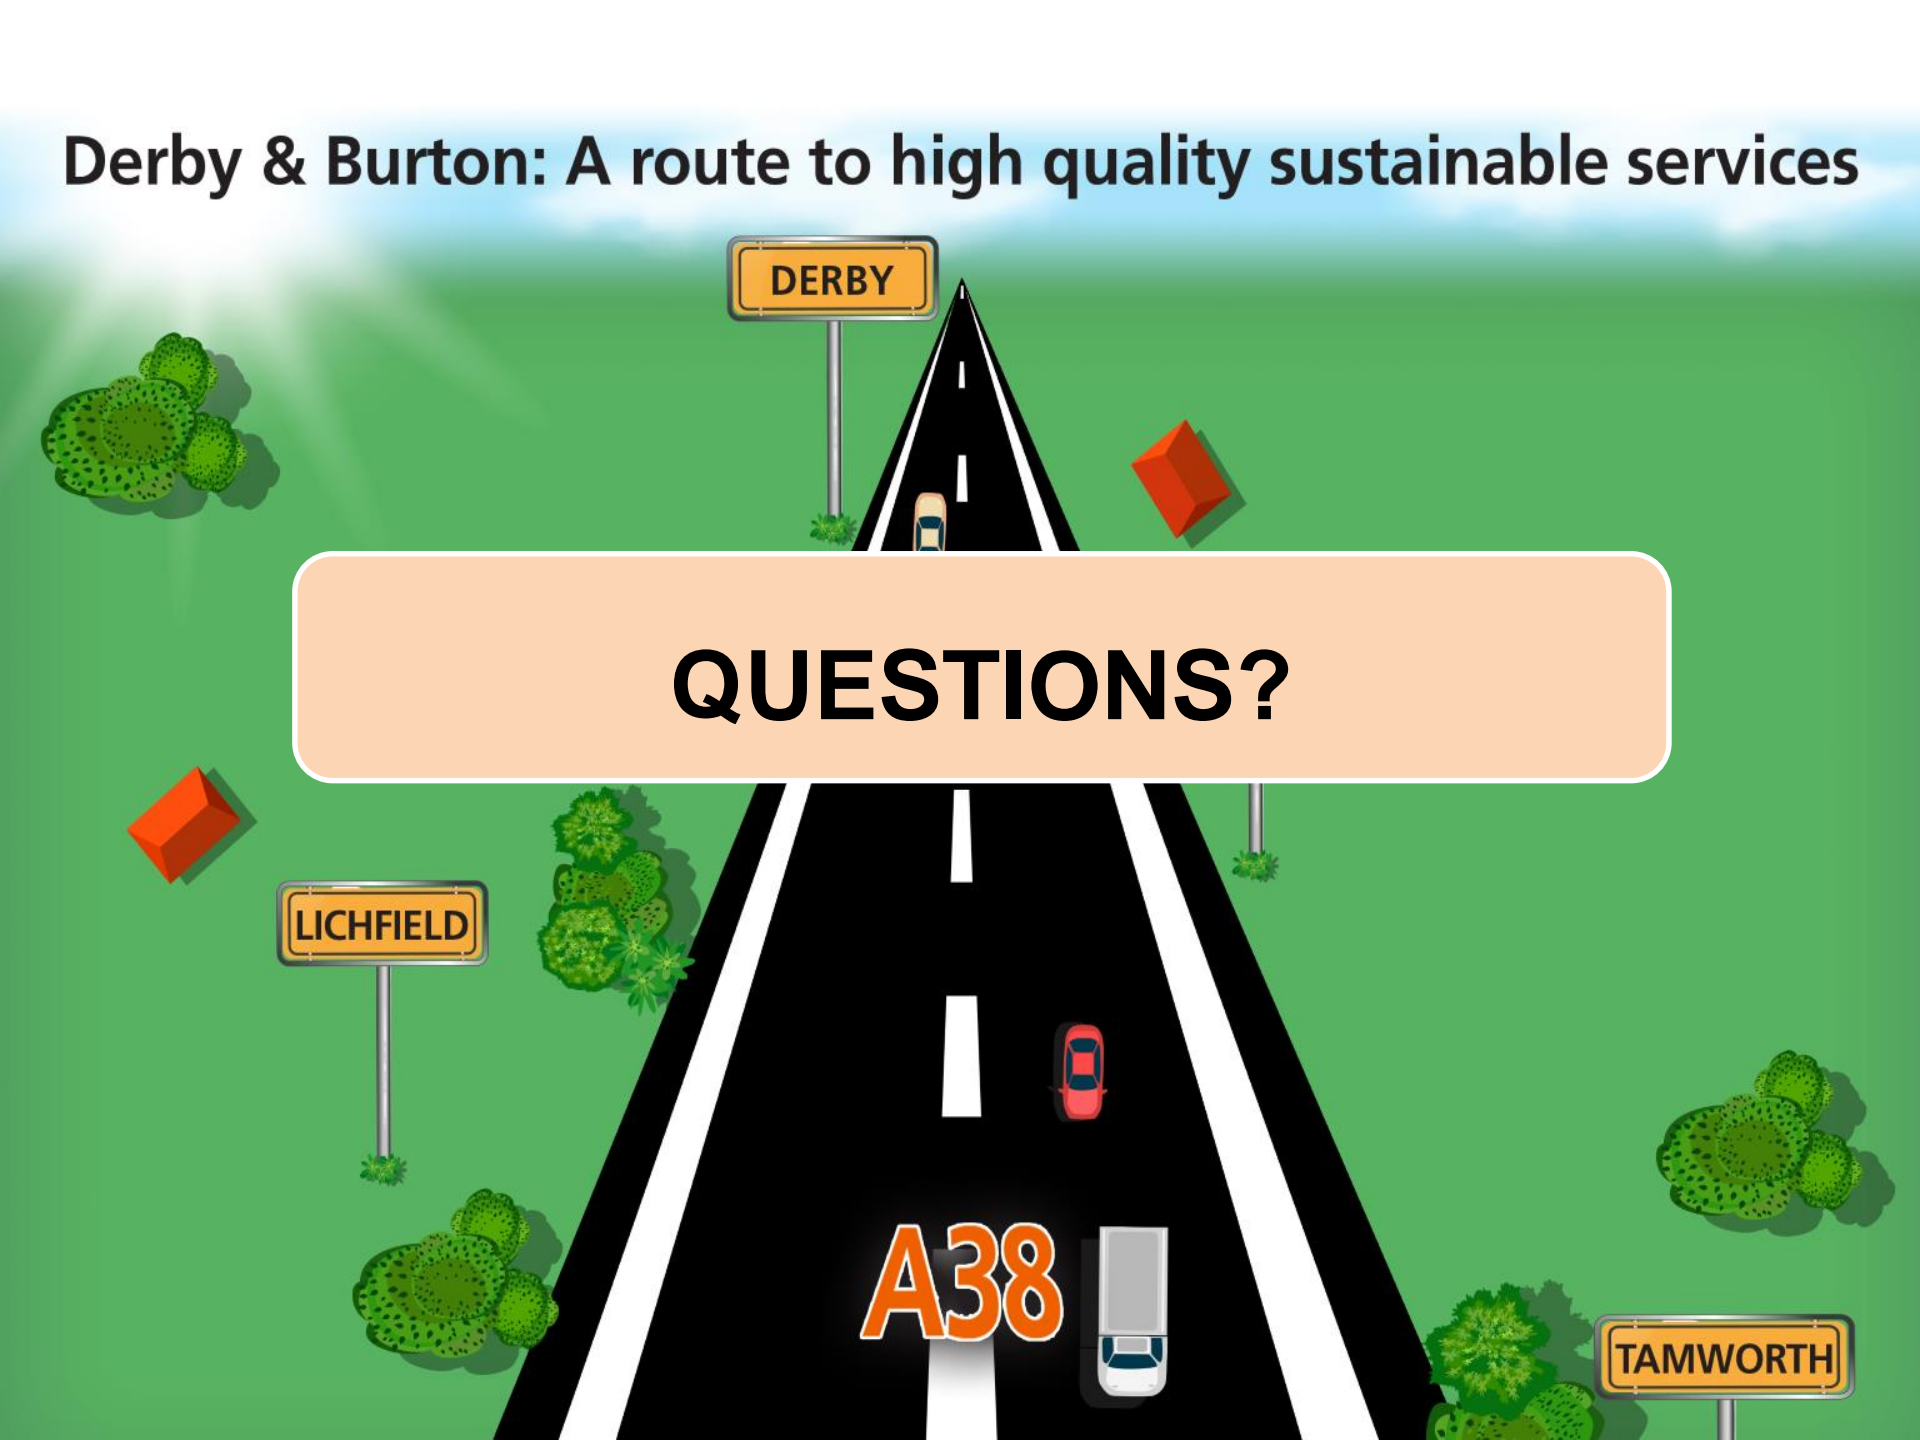 Derby & Burton: A route to high quality sustainable services
DERBY
QUESTIONS?
LICHFIELD
A38
TAMWORTH